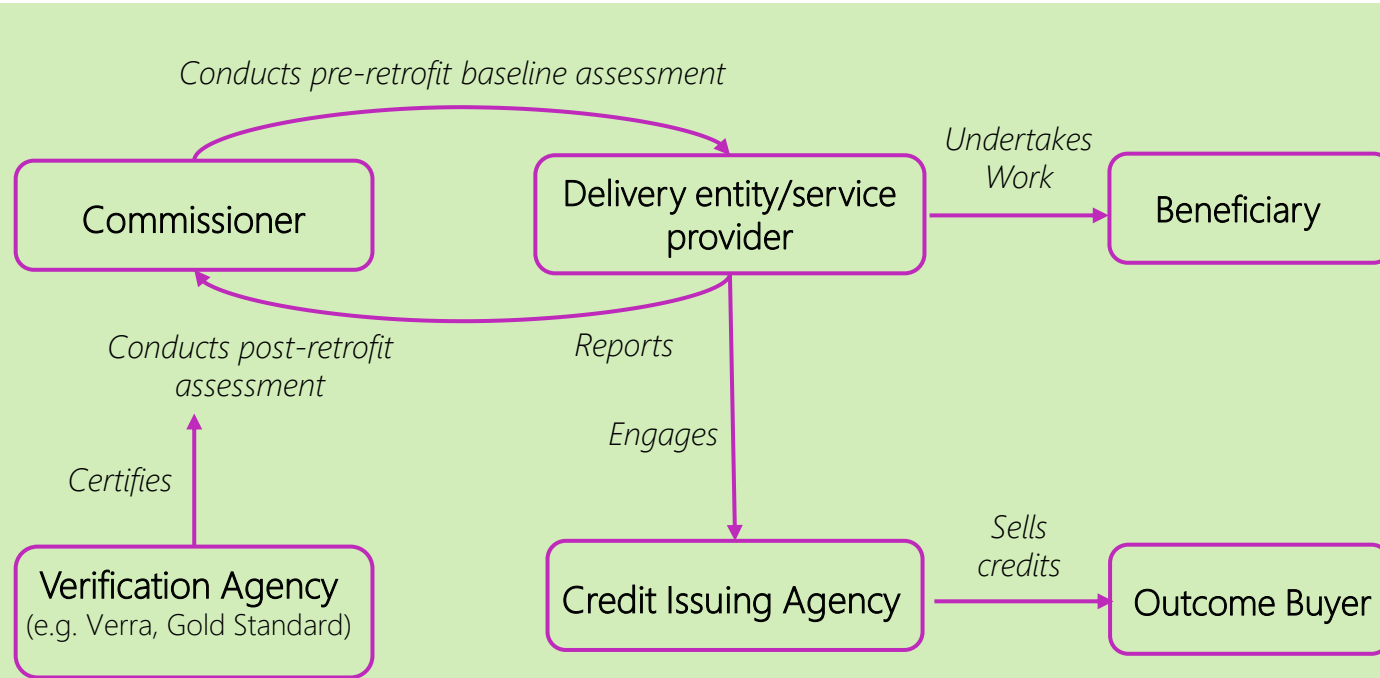 Conducts pre-retrofit baseline assessment
Undertakes
Work
Commissioner
Delivery entity/service
provider
Beneficiary
Conducts post-retrofit
assessment
Reports
Engages
Certifies
Sells
credits
Verification Agency
(e.g. Verra, Gold Standard)
Credit Issuing Agency
Outcome Buyer